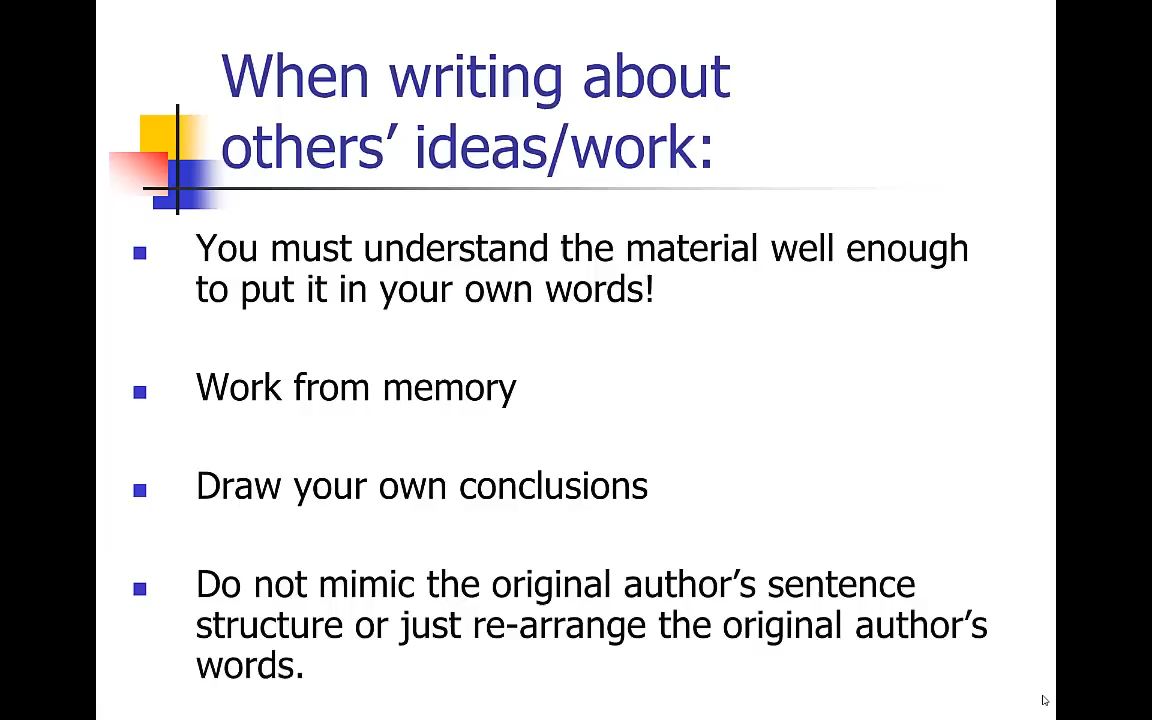 When writing about
others’ ideas/work:
You must understand the material well enough
to put it in your own words!
Work from memory
Draw your own conclusions
Do not mimic the original author’s sentence
structure or just re-arrange the original author’s
words.